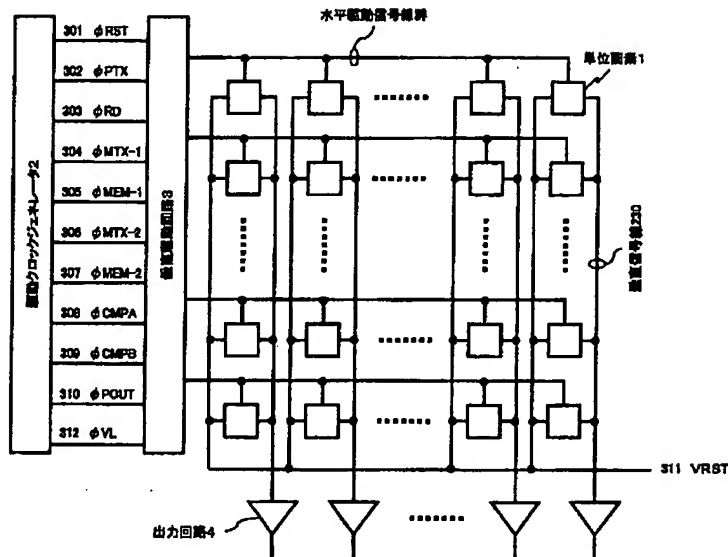 水平駆動信号線群
単位画素1
301 φRST
302 φPTX
303 φRD
304 φMTX-1
305 φMEM-1
306 φMTX-2
307 φMEM-2
308 φCMPA
309 φCMPB
310 φPOUT
312 φVL
駆動クロックジェネレータ2
垂直駆動回路3
垂直信号線230
311 VRST
出力回路4